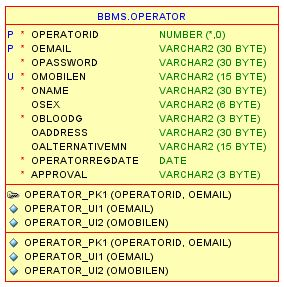 BBMS.OPERATOR
P * OPERATORID NUMBER (*,0)
P * OEMAIL VARCHAR2 (30 BYTE)
* OPASSWORD VARCHAR2 (30 BYTE)
U * OMOBILEN VARCHAR2 (15 BYTE)
* ONAME VARCHAR2 (30 BYTE)
OSEX VARCHAR2 (6 BYTE)
* OBLOODG VARCHAR2 (3 BYTE)
OADDRESS VARCHAR2 (30 BYTE)
OALTERNATIVEMN VARCHAR2 (15 BYTE)
* OPERATORREGDATE DATE
* APPROVAL VARCHAR2 (3 BYTE)
OPERATOR_PK1 (OPERATORID, OEMAIL)
OPERATOR_UI1 (OEMAIL)
OPERATOR_UI2 (OMOBILEN)
OPERATOR_PK1 (OPERATORID, OEMAIL)
OPERATOR_UI1 (OEMAIL)
OPERATOR_UI2 (OMOBILEN)